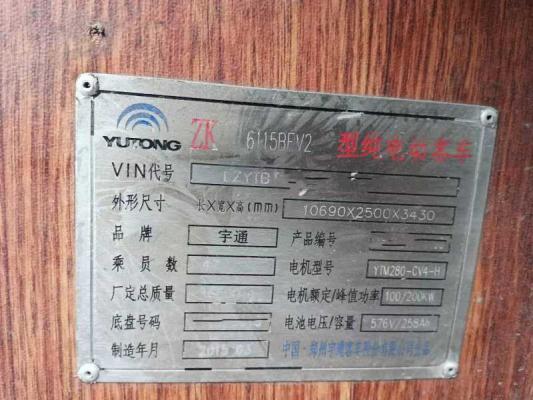 YUTONG ZK 6115BEV2 型纯电动客车
VIN代号 LZYTB
外形尺寸 长X宽X高(mm) 10690X2500X3430
品牌 宇通 产品编号
乘员数 电机型号 YTM280-CV4-H
厂定总质量 电机额定/峰值功率 100/200KW
底盘号码 电池电压/容量 576V/258Ah
制造年月
中国·郑州宇通客车股份有限公司出品